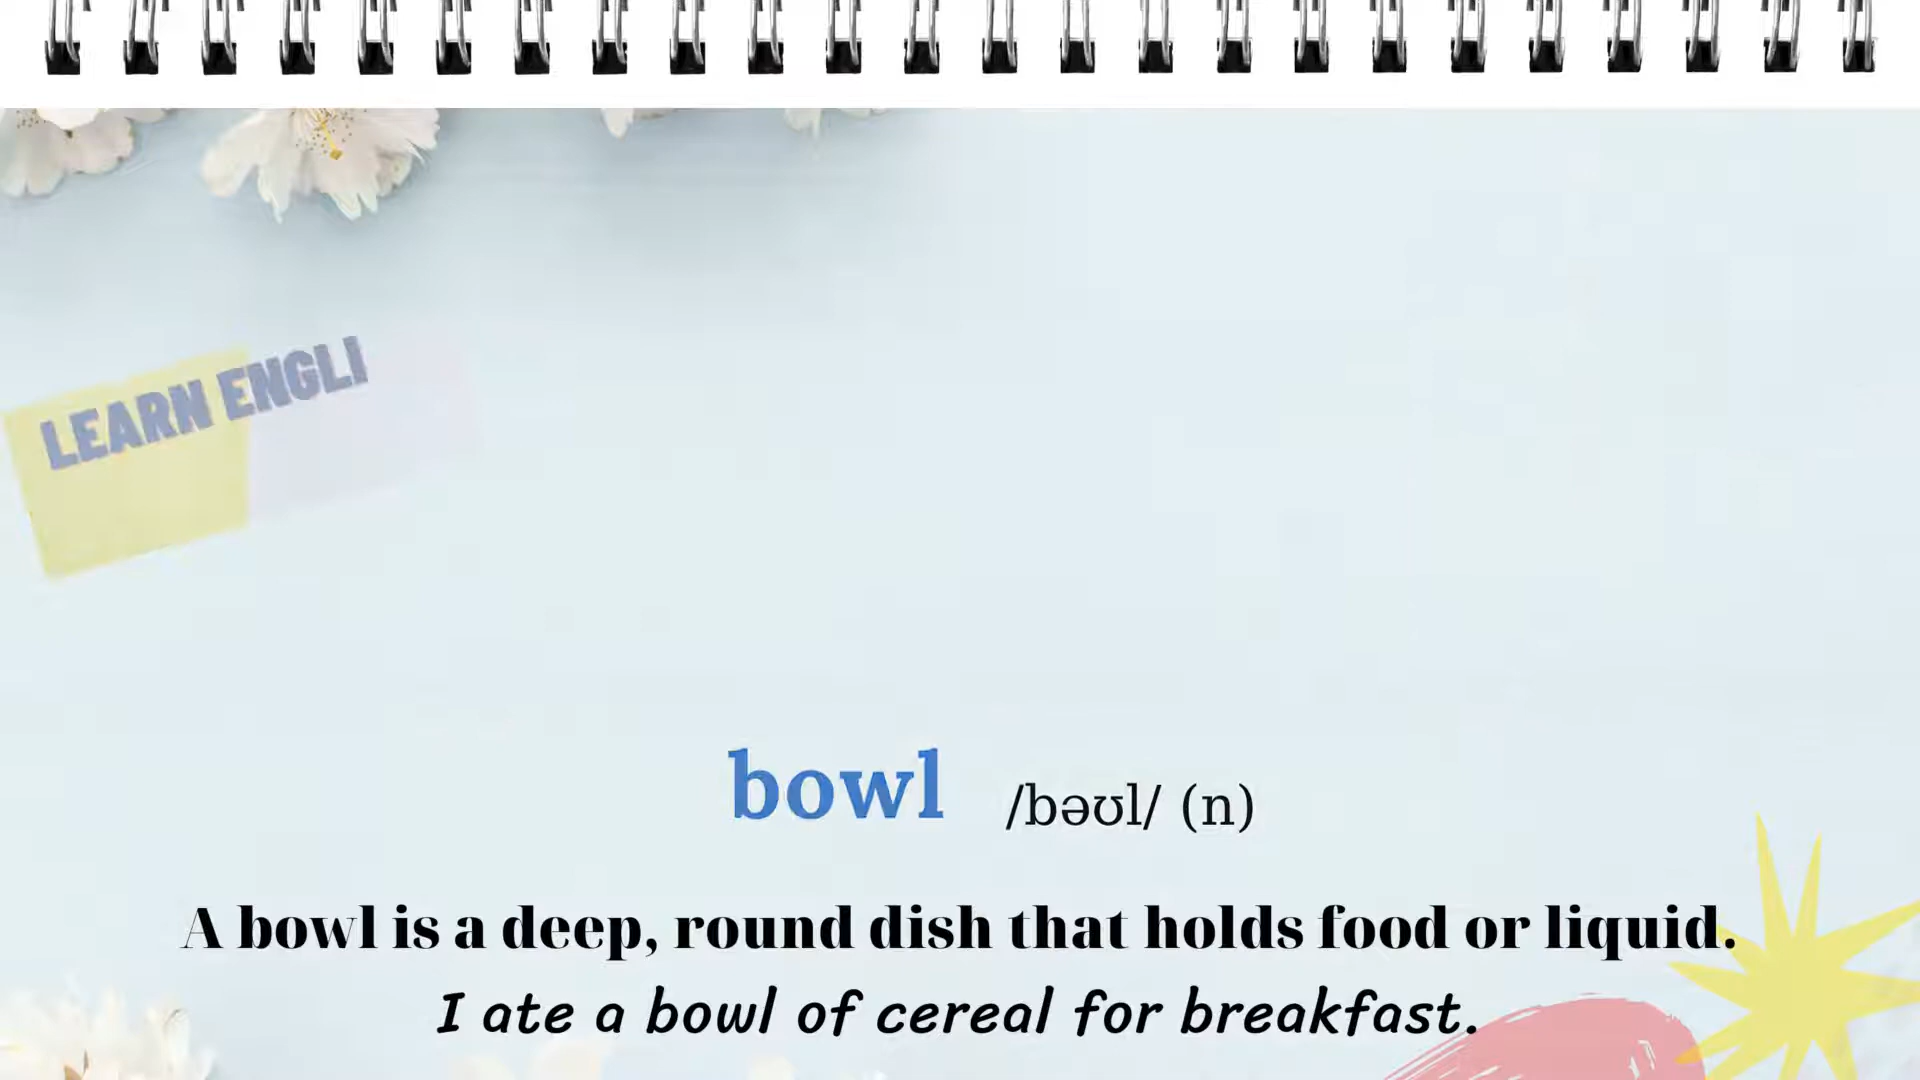 LEARN ENGLI
bowl /bəʊl/ (n)
A bowl is a deep, round dish that holds food or liquid.
I ate a bowl of cereal for breakfast.